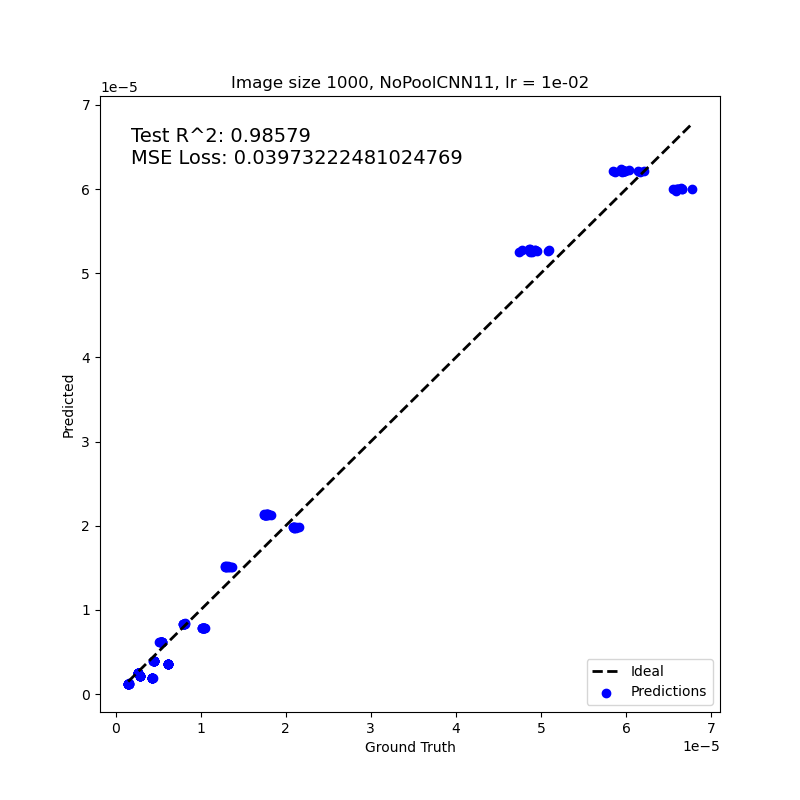 Image size 1000, NoPoolCNN11, lr = 1e-02
1e−5
Test R^2: 0.98579
MSE Loss: 0.03973222481024769
7
6
5
4
3
2
1
0
Predicted
Ideal
Predictions
0 1 2 3 4 5 6 7
1e−5
Ground Truth